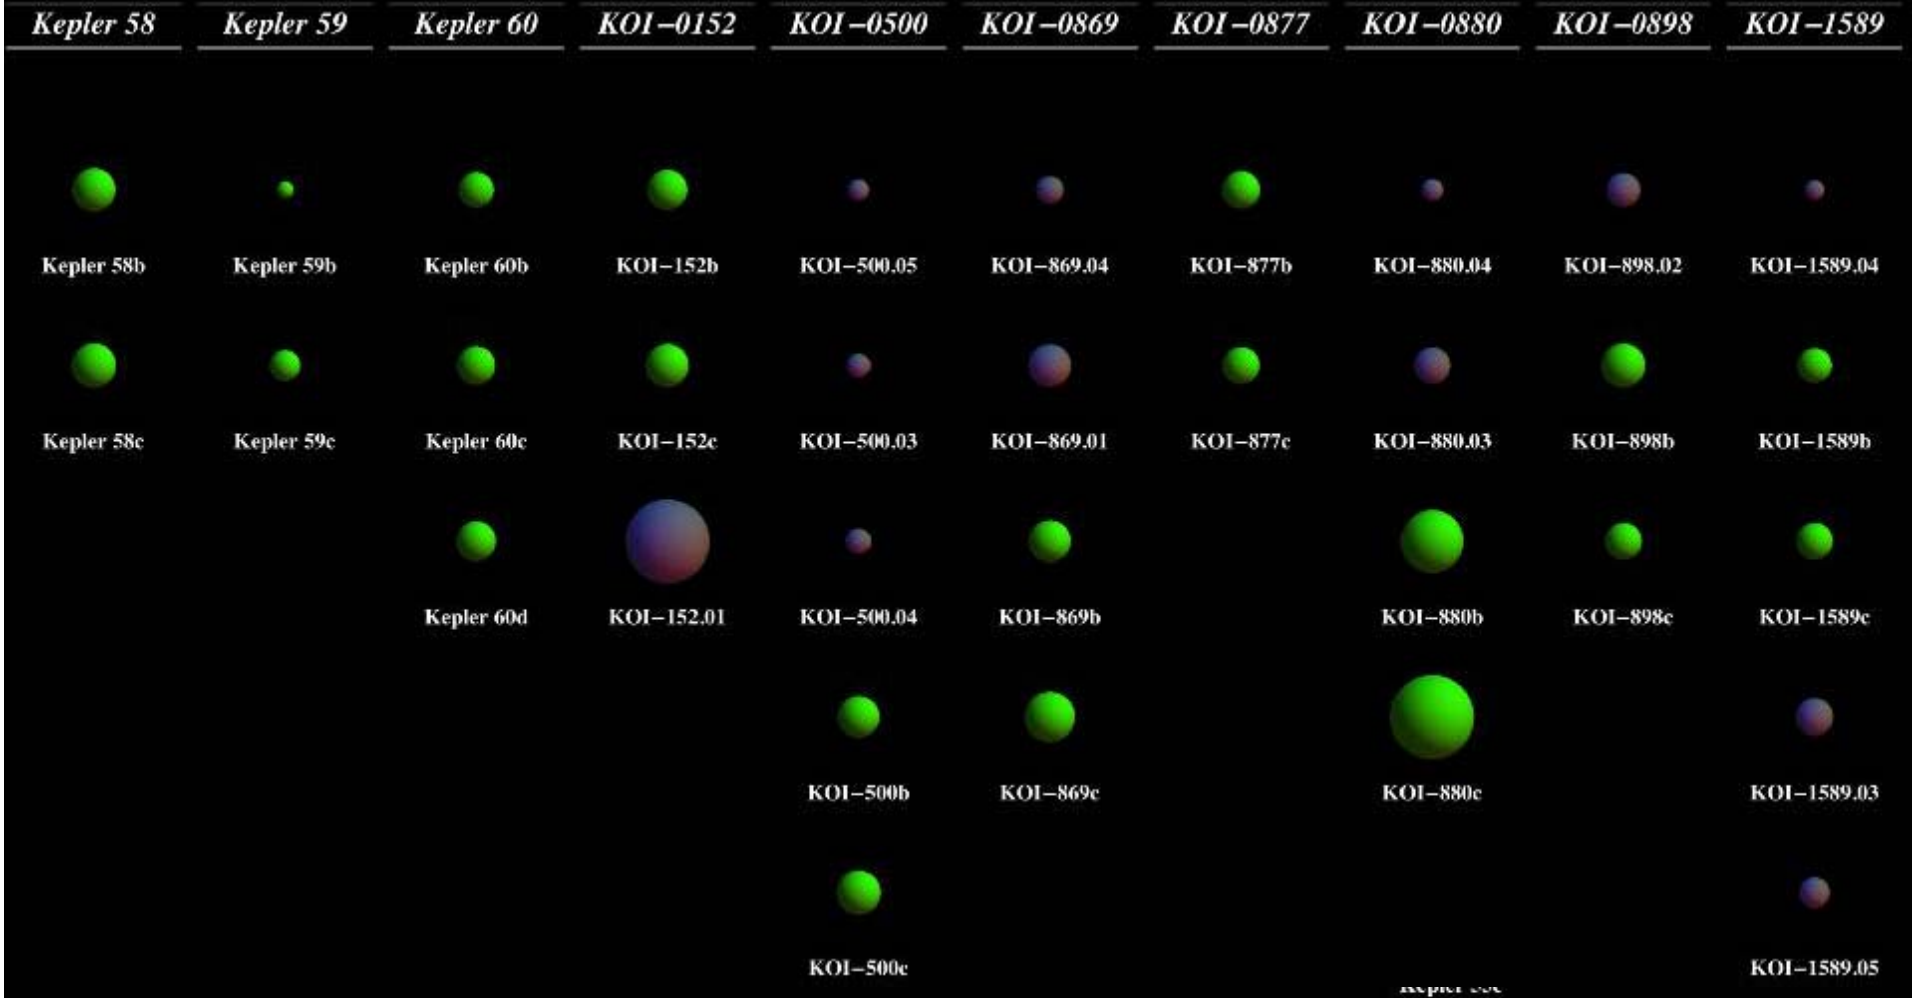 Kepler 58 Kepler 59 Kepler 60 KOI–0152 KOI–0500 KOI–0869 KOI–0877 KOI–0880 KOI–0898 KOI–1589
Kepler 58b Kepler 59b Kepler 60b KOI–152b KOI–500.05 KOI–869.04 KOI–877b KOI–880.04 KOI–898.02 KOI–1589.04
Kepler 58c Kepler 59c Kepler 60c KOI–152c KOI–500.03 KOI–869.01 KOI–877c KOI–880.03 KOI–898b KOI–1589b
Kepler 60d KOI–152.01 KOI–500.04 KOI–869b KOI–880b KOI–898c KOI–1589c
KOI–500b KOI–869c KOI–880c KOI–1589.03
KOI–500c KOI–1589.05